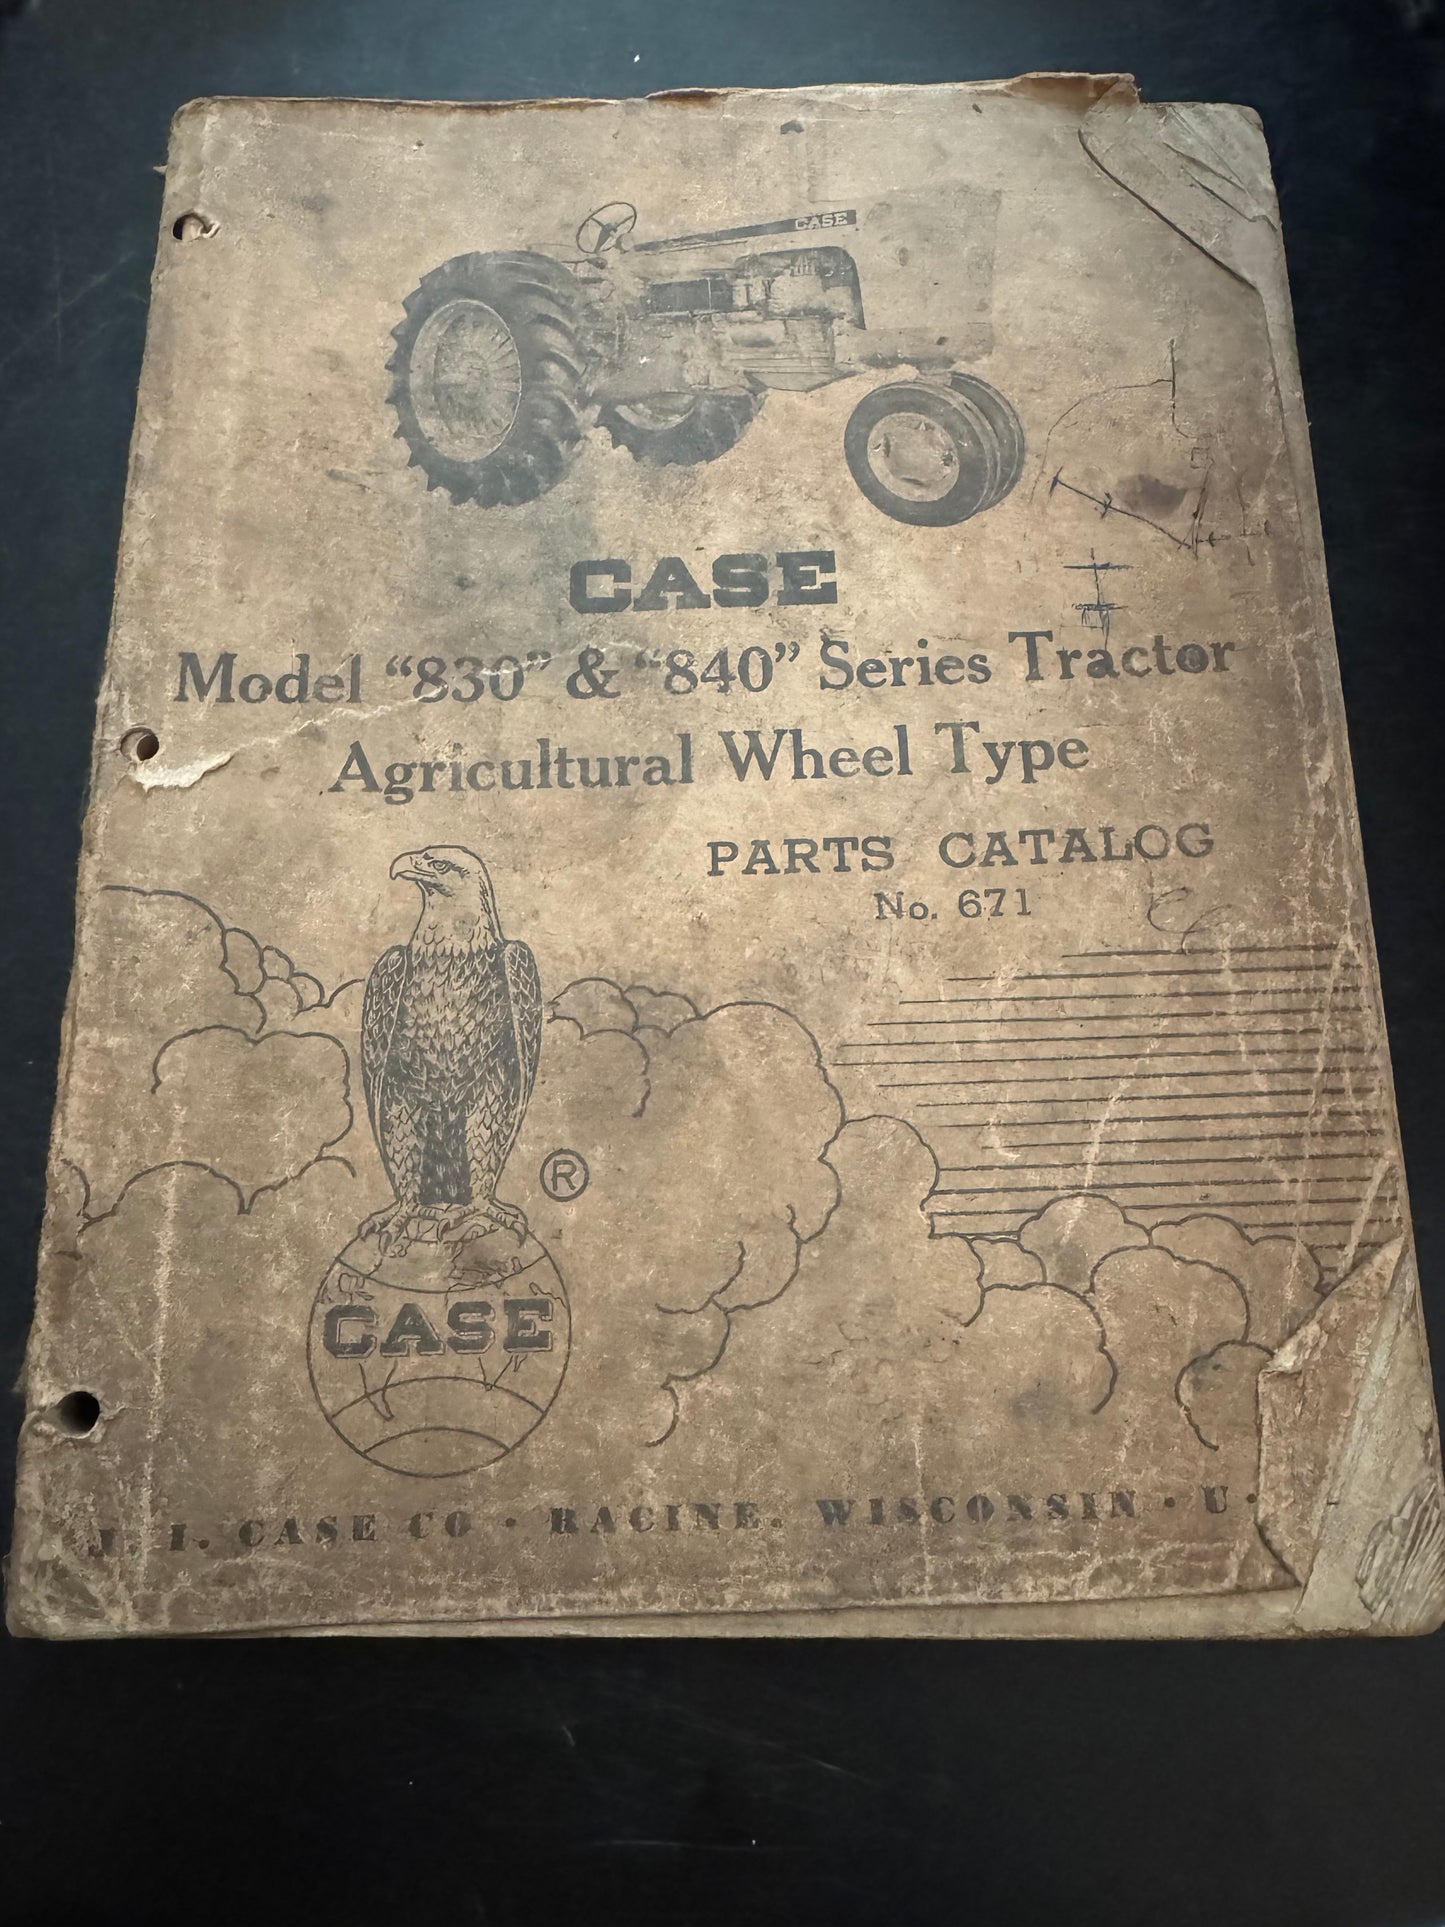 CASE
CASE
Model “830” & “840” Series Tractor
Agricultural Wheel Type
PARTS CATALOG
No. 671
®
CASE
J. I. CASE CO · RACINE, WISCONSIN · U·